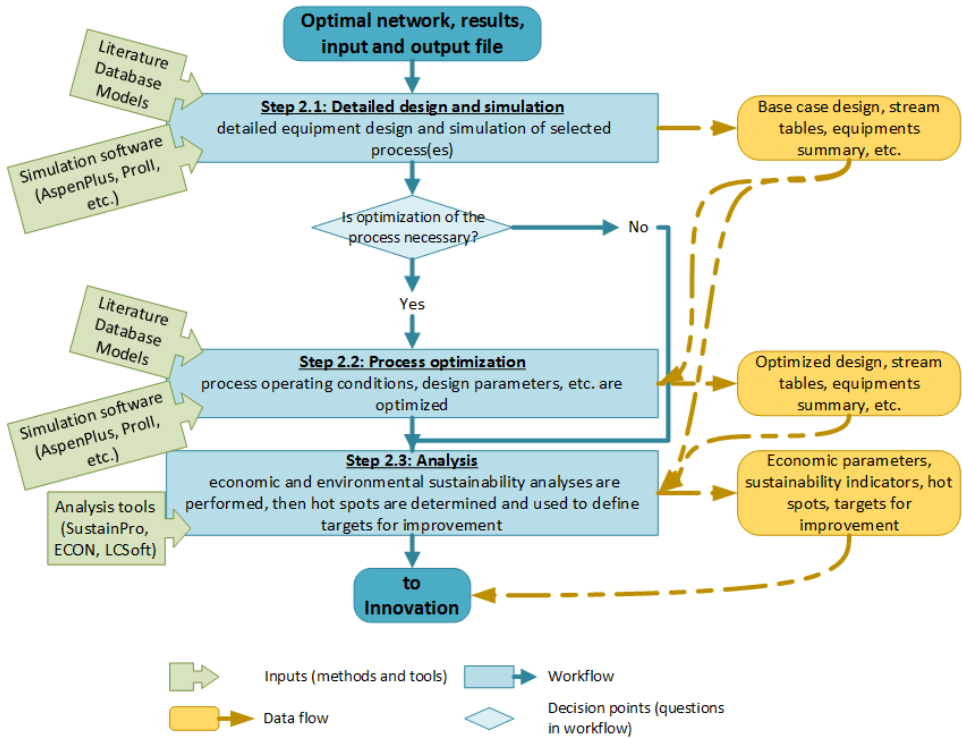 Optimal network, results,
input and output file
Literature
Database
Models
Step 2.1: Detailed design and simulation
detailed equipment design and simulation of selected
process(es)
Base case design, stream
tables, equipments
summary, etc.
Simulation software
(AspenPlus, ProII,
etc.)
Is optimization of the
process necessary?
No
Yes
Literature
Database
Models
Step 2.2: Process optimization
process operating conditions, design parameters, etc. are
optimized
Optimized design, stream
tables, equipments
summary, etc.
Simulation software
(AspenPlus, ProII,
etc.)
Step 2.3: Analysis
economic and environmental sustainability analyses are
performed, then hot spots are determined and used to define
targets for improvement
Economic parameters,
sustainability indicators, hot
spots, targets for
improvement
Analysis tools
(SustainPro,
ECON, LCSoft)
to
Innovation
Inputs (methods and tools)
Workflow
Data flow
Decision points (questions
in workflow)